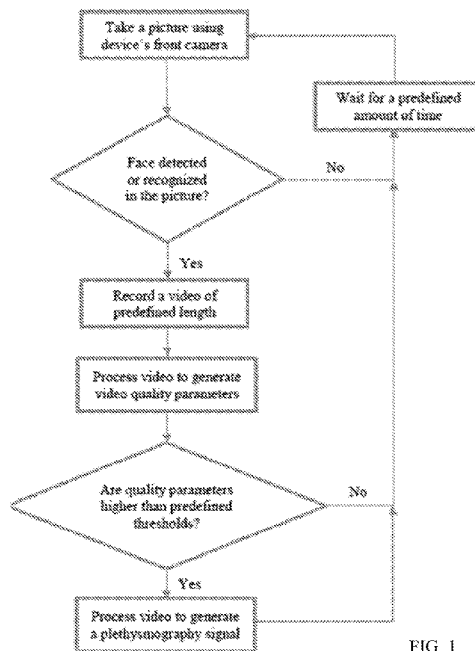 Take a picture using
device's front camera
Wait for a predefined
amount of time
Face detected
or recognized
in the picture?
No
Yes
Record a video of
predefined length
Process video to generate
video quality parameters
Are quality parameters
higher than predefined
thresholds?
No
Yes
Process video to generate
a plethysmography signal
FIG. 1